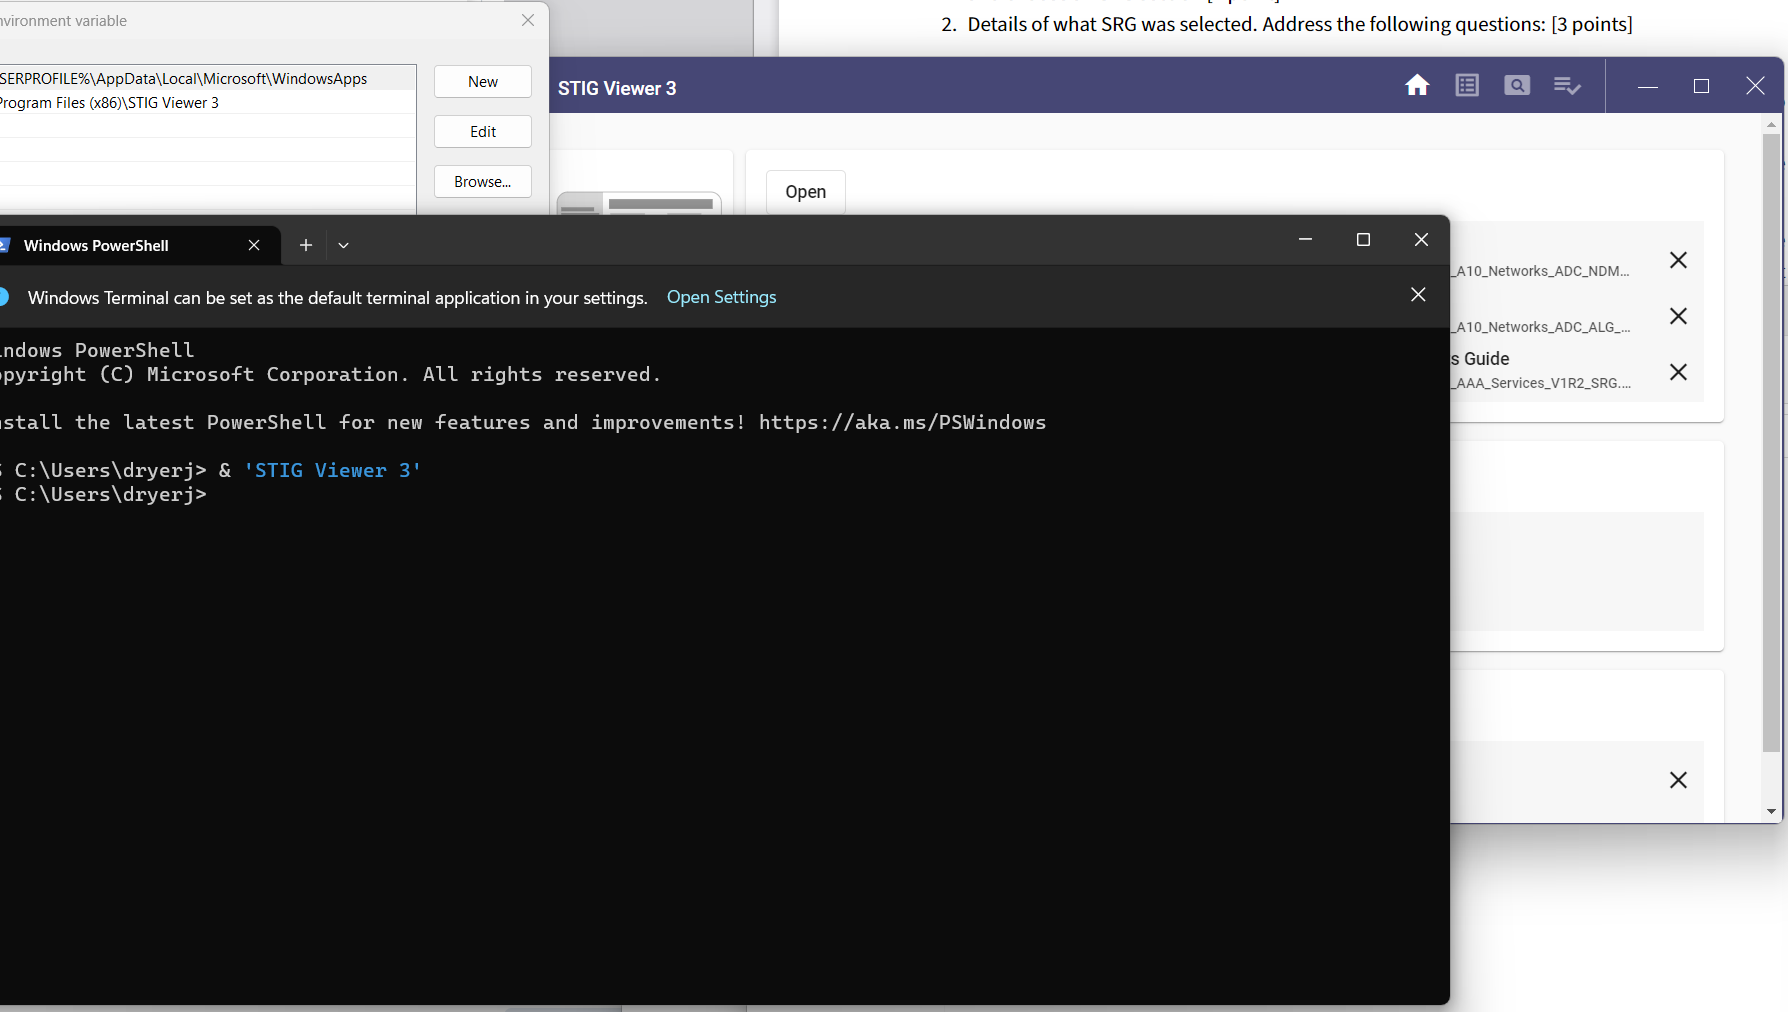 nvironment variable
2. Details of what SRG was selected. Address the following questions: [3 points]
SERPROFILE%\AppData\Local\Microsoft\WindowsApps
Program Files (x86)\STIG Viewer 3
New
Edit
Browse...
STIG Viewer 3
Open
Windows PowerShell
Windows Terminal can be set as the default terminal application in your settings. Open Settings
_A10_Networks_ADC_NDM...
_A10_Networks_ADC_ALG_...
s Guide
_AAA_Services_V1R2_SRG....
indows PowerShell
opyright (C) Microsoft Corporation. All rights reserved.
nstall the latest PowerShell for new features and improvements! https://aka.ms/PSWindows
S C:\Users\dryerj> & 'STIG Viewer 3'
S C:\Users\dryerj>